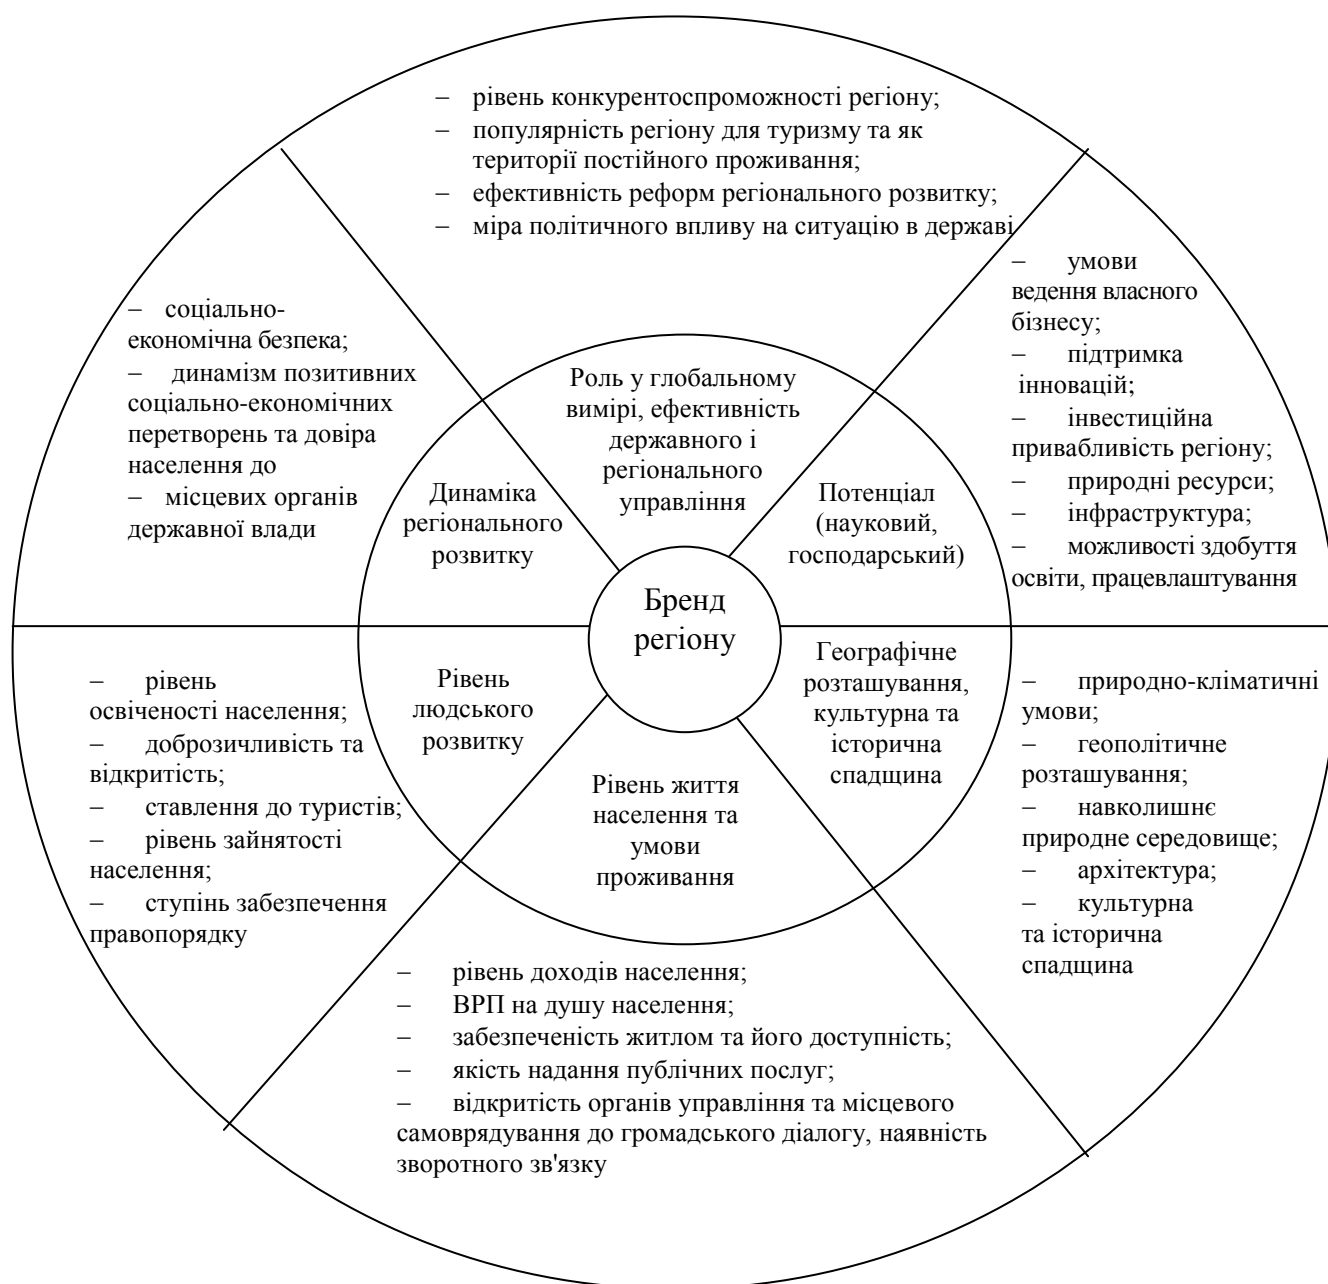 – рівень конкурентоспроможності регіону;
– популярність регіону для туризму та як
території постійного проживання;
– ефективність реформ регіонального розвитку;
– міра політичного впливу на ситуацію в державі
– умови
ведення власного
бізнесу;
– підтримка
інновацій;
– інвестиційна
привабливість регіону;
– природні ресурси;
– інфраструктура;
– можливості здобуття
освіти, працевлаштування
– соціально-
економічна безпека;
– динамізм позитивних
соціально-економічних
перетворень та довіра
населення до
– місцевих органів
державної влади
Роль у глобальному
вимірі, ефективність
державного і
регіонального
управління
Динаміка
регіонального
розвитку
Потенціал
(науковий,
господарський)
Бренд
регіону
Рівень
людського
розвитку
Географічне
розташування,
культурна та
історична
спадщина
Рівень життя
населення та
умови
проживання
– рівень
освіченості населення;
– доброзичливість та
відкритість;
– ставлення до туристів;
– рівень зайнятості
населення;
– ступінь забезпечення
правопорядку
– природно-кліматичні
умови;
– геополітичне
розташування;
– навколишнє
природне середовище;
– архітектура;
– культурна
та історична
спадщина
– рівень доходів населення;
– ВРП на душу населення;
– забезпеченість житлом та його доступність;
– якість надання публічних послуг;
– відкритість органів управління та місцевого
самоврядування до громадського діалогу, наявність
зворотного зв'язку